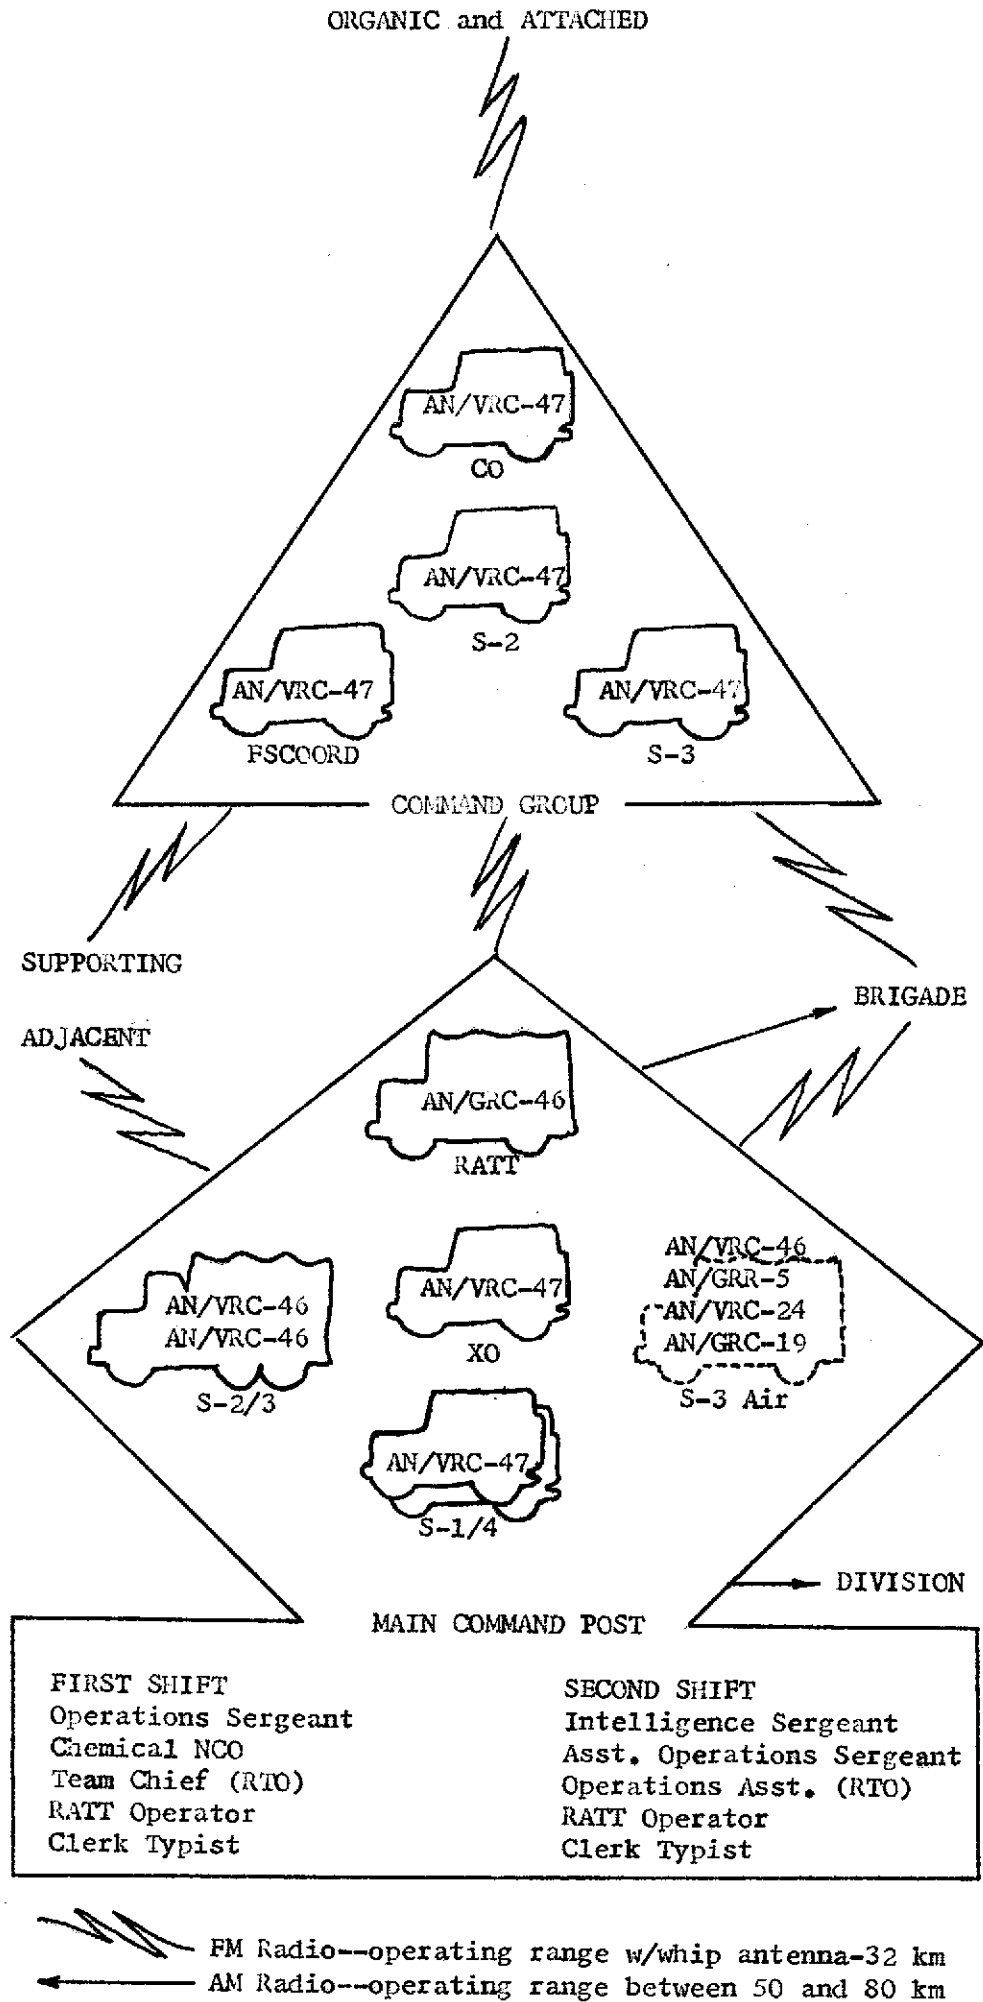 ORGANIC and ATTACHED
AN/VRC-47
CO
AN/VRC-47
S-2
AN/VRC-47
FSCOORD
AN/VRC-47
S-3
COMMAND GROUP
SUPPORTING
BRIGADE
ADJACENT
AN/GRC-46
RATT
AN/VRC-46
AN/VRC-46
S-2/3
AN/VRC-47
XO
AN/VRC-46
AN/GRR-5
AN/VRC-24
AN/GRC-19
S-3 Air
AN/VRC-47
S-1/4
DIVISION
MAIN COMMAND POST
FIRST SHIFT
Operations Sergeant
Chemical NCO
Team Chief (RTO)
RATT Operator
Clerk Typist
SECOND SHIFT
Intelligence Sergeant
Asst. Operations Sergeant
Operations Asst. (RTO)
RATT Operator
Clerk Typist
FM Radio--operating range w/whip antenna-32 km
AM Radio--operating range between 50 and 80 km